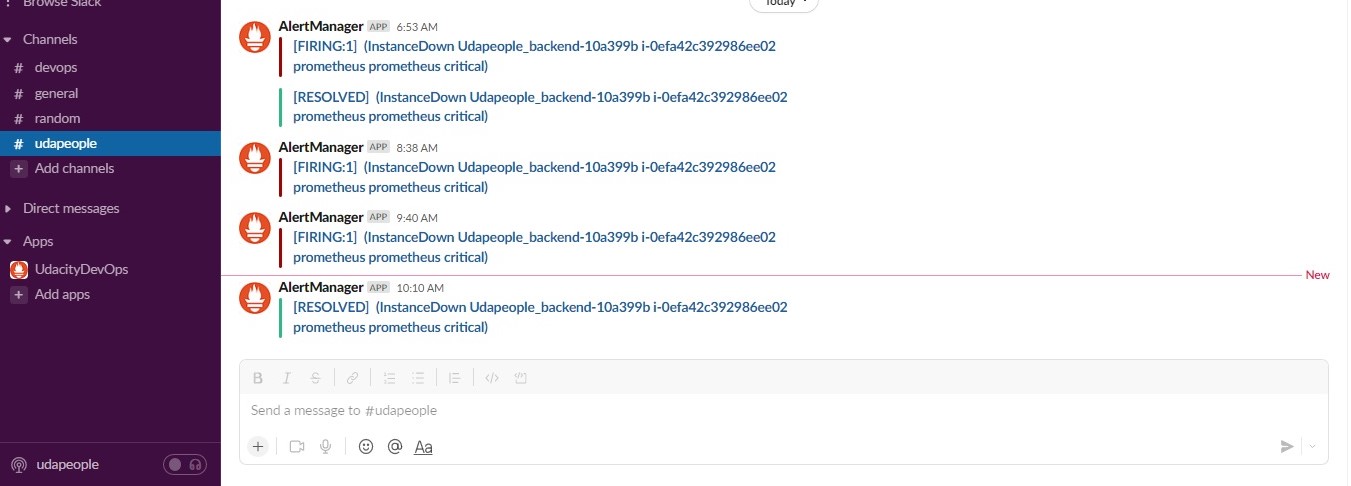 Browse Slack
Channels
# devops
# general
# random
# udapeople
+ Add channels
Direct messages
Apps
UdacityDevOps
+ Add apps
udapeople
Today
AlertManager APP 6:53 AM
[FIRING:1] (InstanceDown Udapeople_backend-10a399b i-0efa42c392986ee02
prometheus prometheus critical)
[RESOLVED] (InstanceDown Udapeople_backend-10a399b i-0efa42c392986ee02
prometheus prometheus critical)
AlertManager APP 8:38 AM
[FIRING:1] (InstanceDown Udapeople_backend-10a399b i-0efa42c392986ee02
prometheus prometheus critical)
AlertManager APP 9:40 AM
[FIRING:1] (InstanceDown Udapeople_backend-10a399b i-0efa42c392986ee02
prometheus prometheus critical)
New
AlertManager APP 10:10 AM
[RESOLVED] (InstanceDown Udapeople_backend-10a399b i-0efa42c392986ee02
prometheus prometheus critical)
B I S
Send a message to #udapeople
+ @ Aa